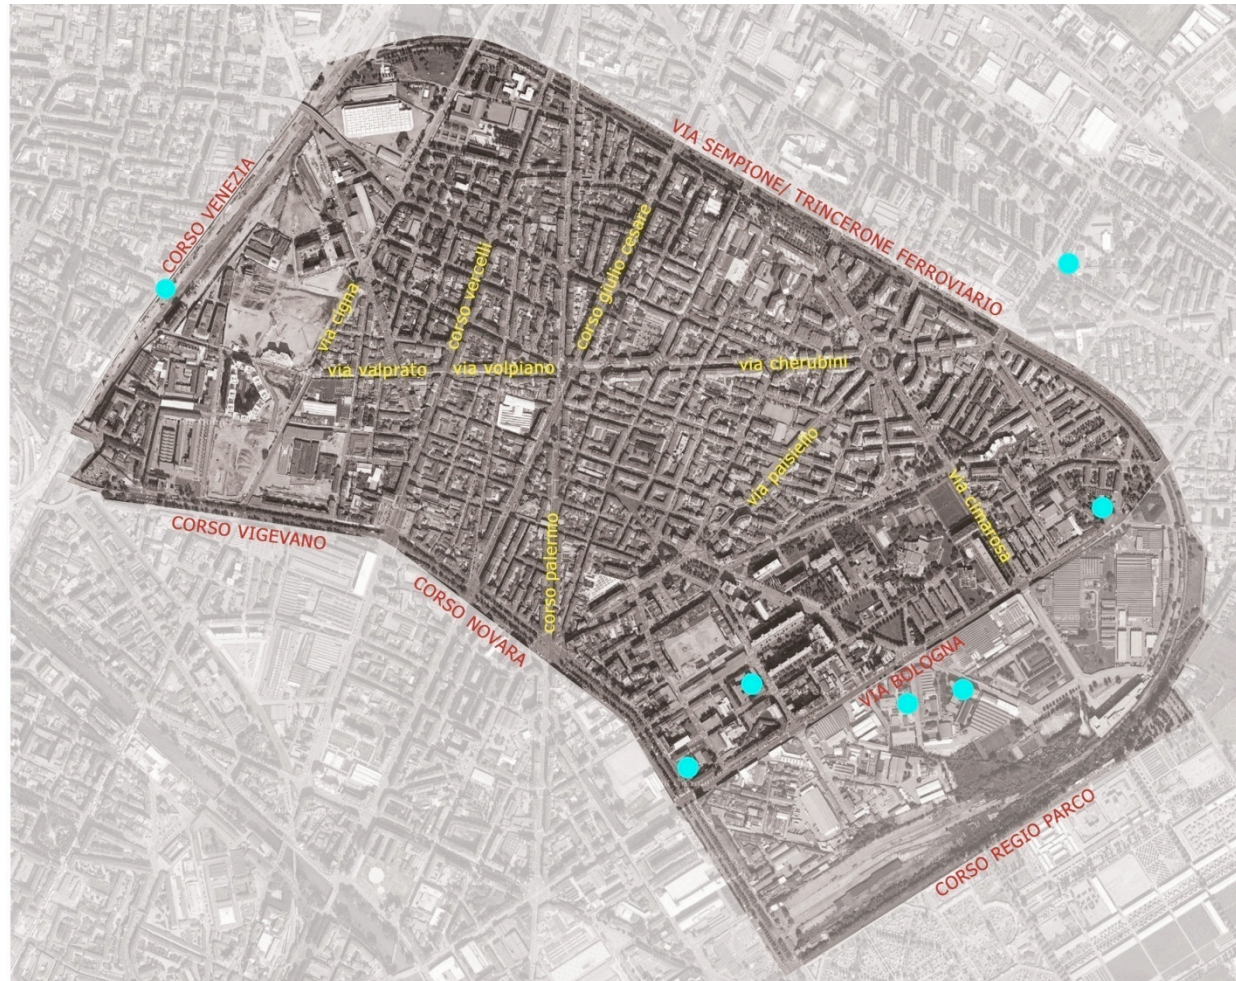 VIA SEMPIONE/ TRINCERONE FERROVIARIO
CORSO VENEZIA
corso giulio cesare
corso vercelli
via cigna
via valprato
via volpiano
via cherubini
via paisiello
via cimarosa
CORSO VIGEVANO
corso palermo
CORSO NOVARA
VIA BOLOGNA
CORSO REGIO PARCO